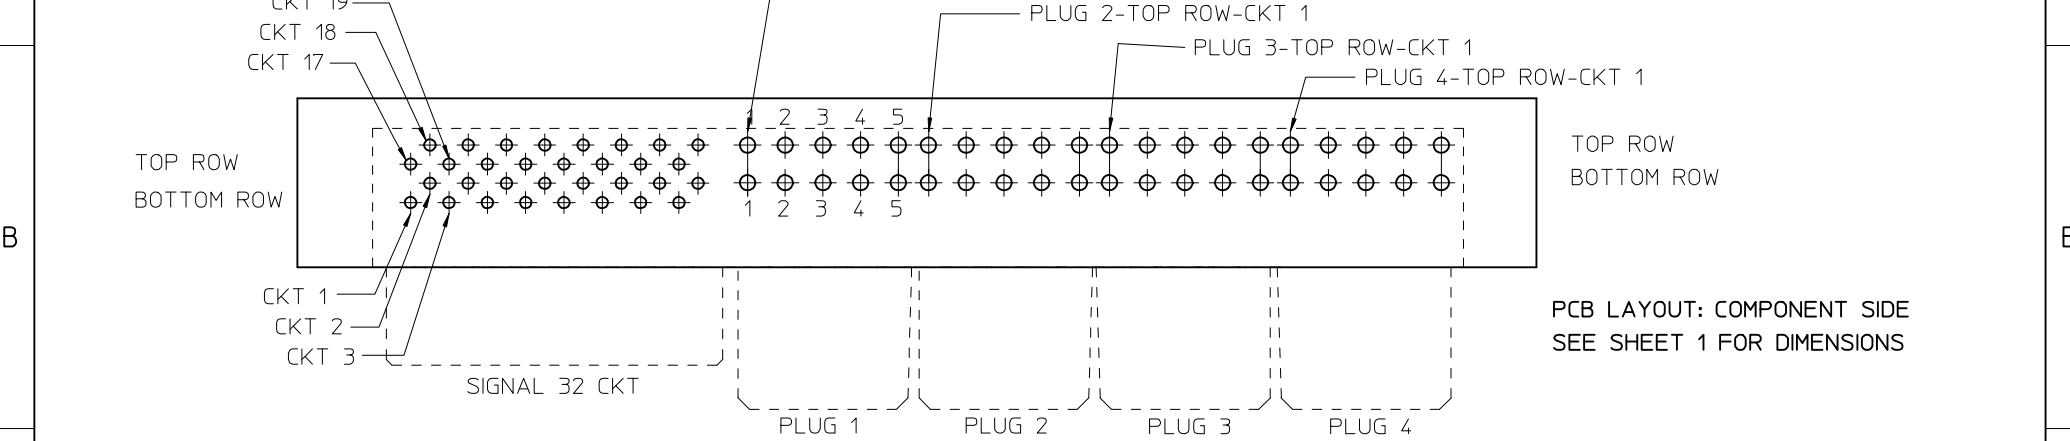 CKT 19
PLUG 2-TOP ROW-CKT 1
CKT 18
PLUG 3-TOP ROW-CKT 1
CKT 17
PLUG 4-TOP ROW-CKT 1
1 2 3 4 5
TOP ROW
TOP ROW
BOTTOM ROW
BOTTOM ROW
1 2 3 4 5
B
CKT 1
CKT 2
CKT 3
PCB LAYOUT: COMPONENT SIDE
SEE SHEET 1 FOR DIMENSIONS
SIGNAL 32 CKT
PLUG 1
PLUG 2
PLUG 3
PLUG 4